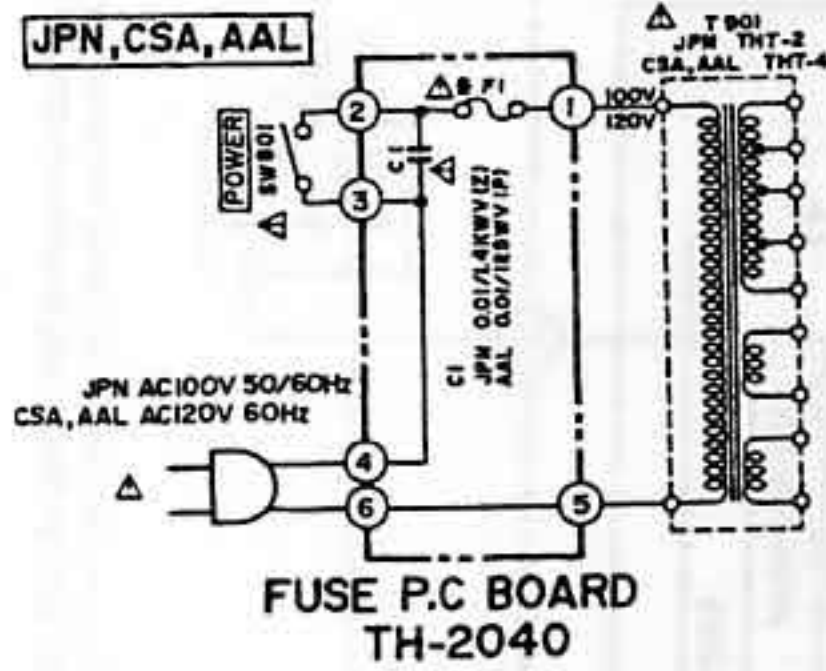 JPN,CSA,AAL
⚠ T901
JPN THT-2
CSA,AAL THT-4
⚠ F1
100V
120V
2
1
POWER
SW901
⚠
C1
⚠
3
C1
JPN 0.01/1.4KWV(Z)
AAL 0.01/125WV(P)
JPN AC100V 50/60Hz
CSA,AAL AC120V 60Hz
⚠
4
6
5
FUSE P.C BOARD
TH-2040